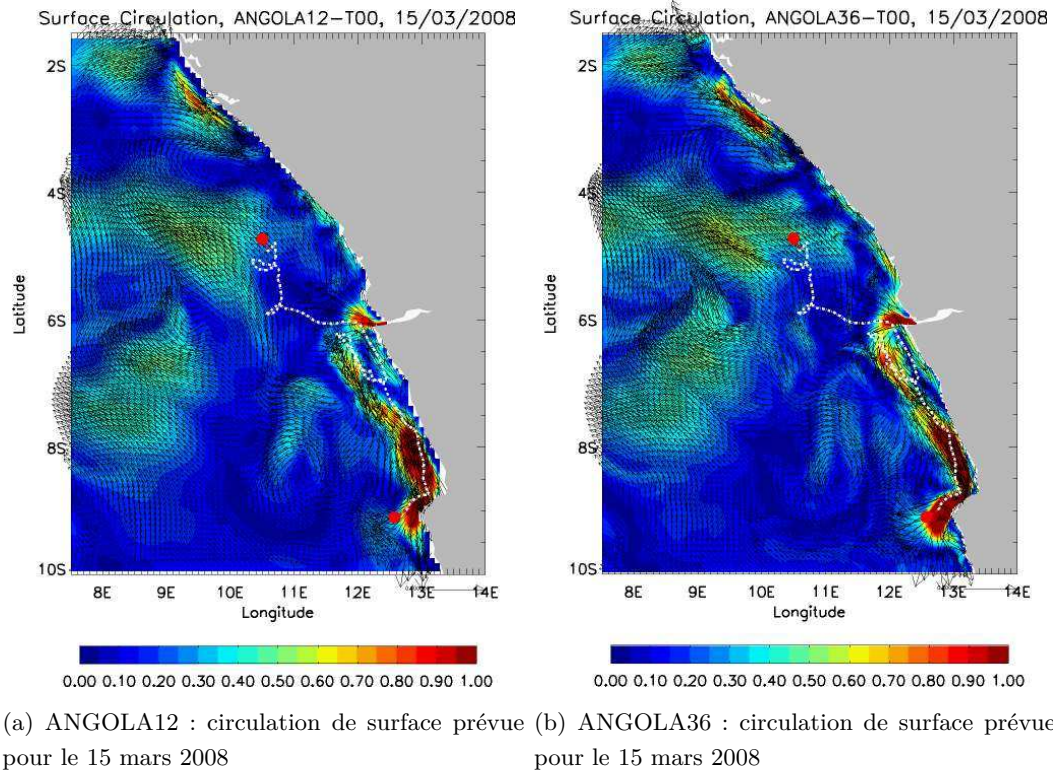 Surface Circulation, ANGOLA12-T00, 15/03/2008
2S
4S
6S
8S
10S
Latitude
8E 9E 10E 11E 12E 13E 14E
Longitude
0.00 0.10 0.20 0.30 0.40 0.50 0.60 0.70 0.80 0.90 1.00
(a) ANGOLA12 : circulation de surface prévue
pour le 15 mars 2008
Surface Circulation, ANGOLA36-T00, 15/03/2008
2S
4S
6S
8S
10S
Latitude
8E 9E 10E 11E 12E 13E 14E
Longitude
0.00 0.10 0.20 0.30 0.40 0.50 0.60 0.70 0.80 0.90 1.00
(b) ANGOLA36 : circulation de surface prévue
pour le 15 mars 2008